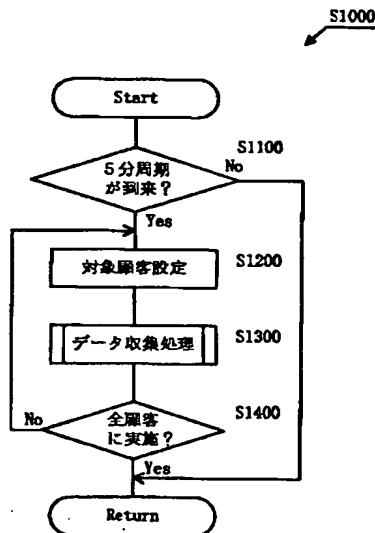 S1000
Start
S1100
5分周期
が到来？
No
Yes
対象顧客設定
S1200
データ収集処理
S1300
S1400
全顧客
に実施？
No
Yes
Return